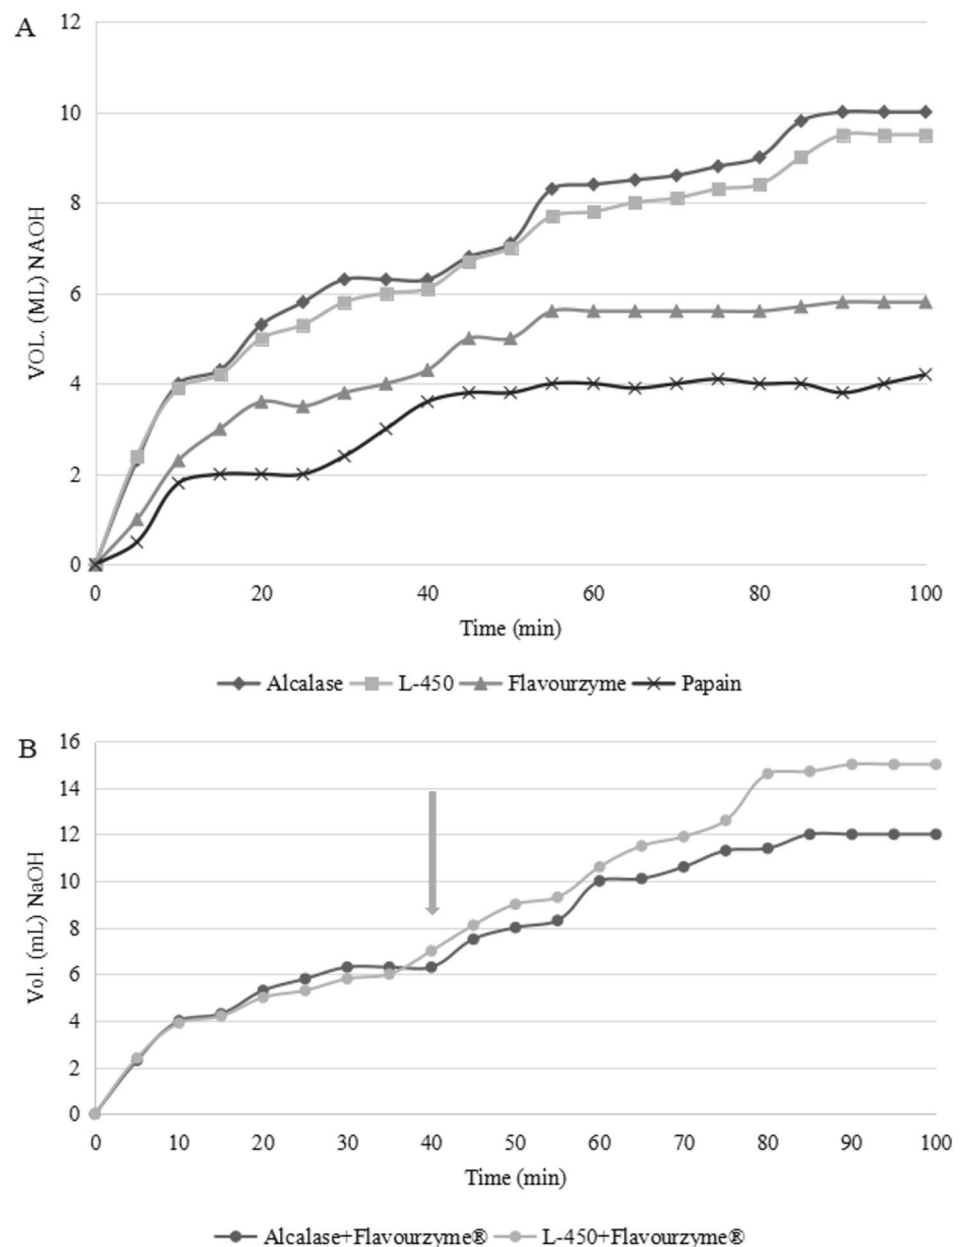 A
12
10
8
6
4
2
0
VOL. (ML) NAOH
0 20 40 60 80 100
Time (min)
Alcalase L-450 Flavourzyme Papain
B
16
14
12
10
8
6
4
2
0
Vol. (mL) NaOH
0 10 20 30 40 50 60 70 80 90 100
Time (min)
Alcalase+Flavourzyme® L-450+Flavourzyme®